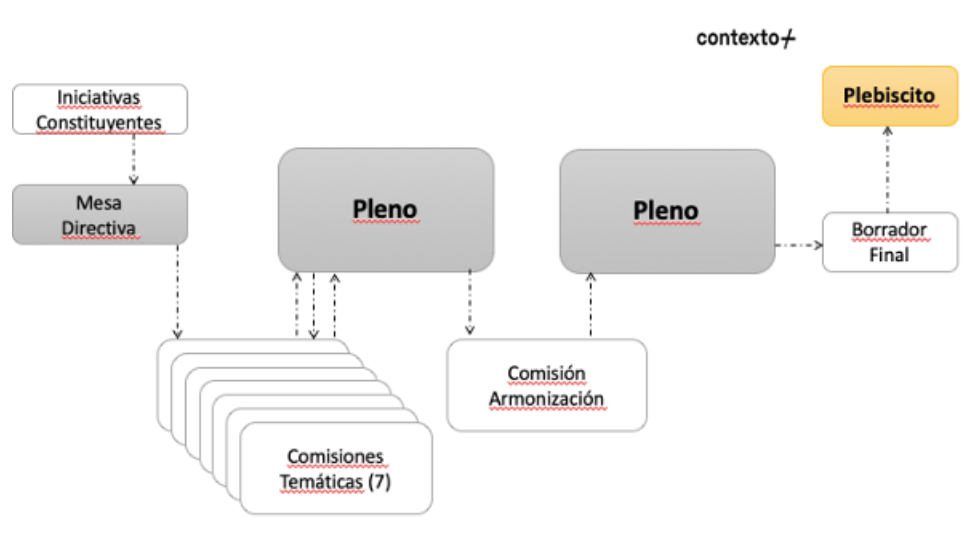 contexto+
Plebiscito
Iniciativas
Constituyentes
Mesa
Directiva
Pleno
Pleno
Borrador
Final
Comisión
Armonización
Comisiones
Temáticas (7)